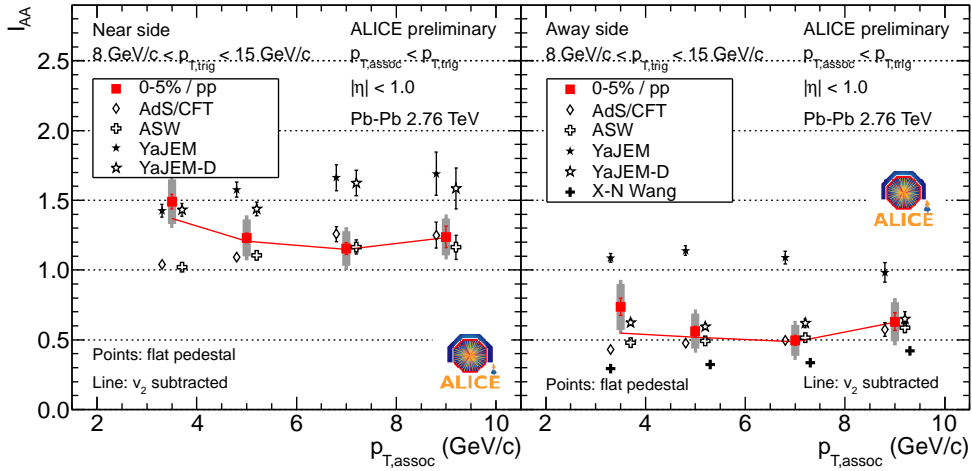 I_AA
Near side
8 GeV/c < p_T,trig < 15 GeV/c
ALICE preliminary
p_T,assoc < p_T,trig
|η| < 1.0
Pb-Pb 2.76 TeV
0-5% / pp
AdS/CFT
ASW
YaJEM
YaJEM-D
Points: flat pedestal
Line: v_2 subtracted
ALICE
0.0
0.5
1.0
1.5
2.0
2.5
2
4
6
8
10
p_T,assoc (GeV/c)
Away side
8 GeV/c < p_T,trig < 15 GeV/c
ALICE preliminary
p_T,assoc < p_T,trig
|η| < 1.0
Pb-Pb 2.76 TeV
0-5% / pp
AdS/CFT
ASW
YaJEM
YaJEM-D
X-N Wang
ALICE
Points: flat pedestal
Line: v_2 subtracted
2
4
6
8
10
p_T,assoc (GeV/c)